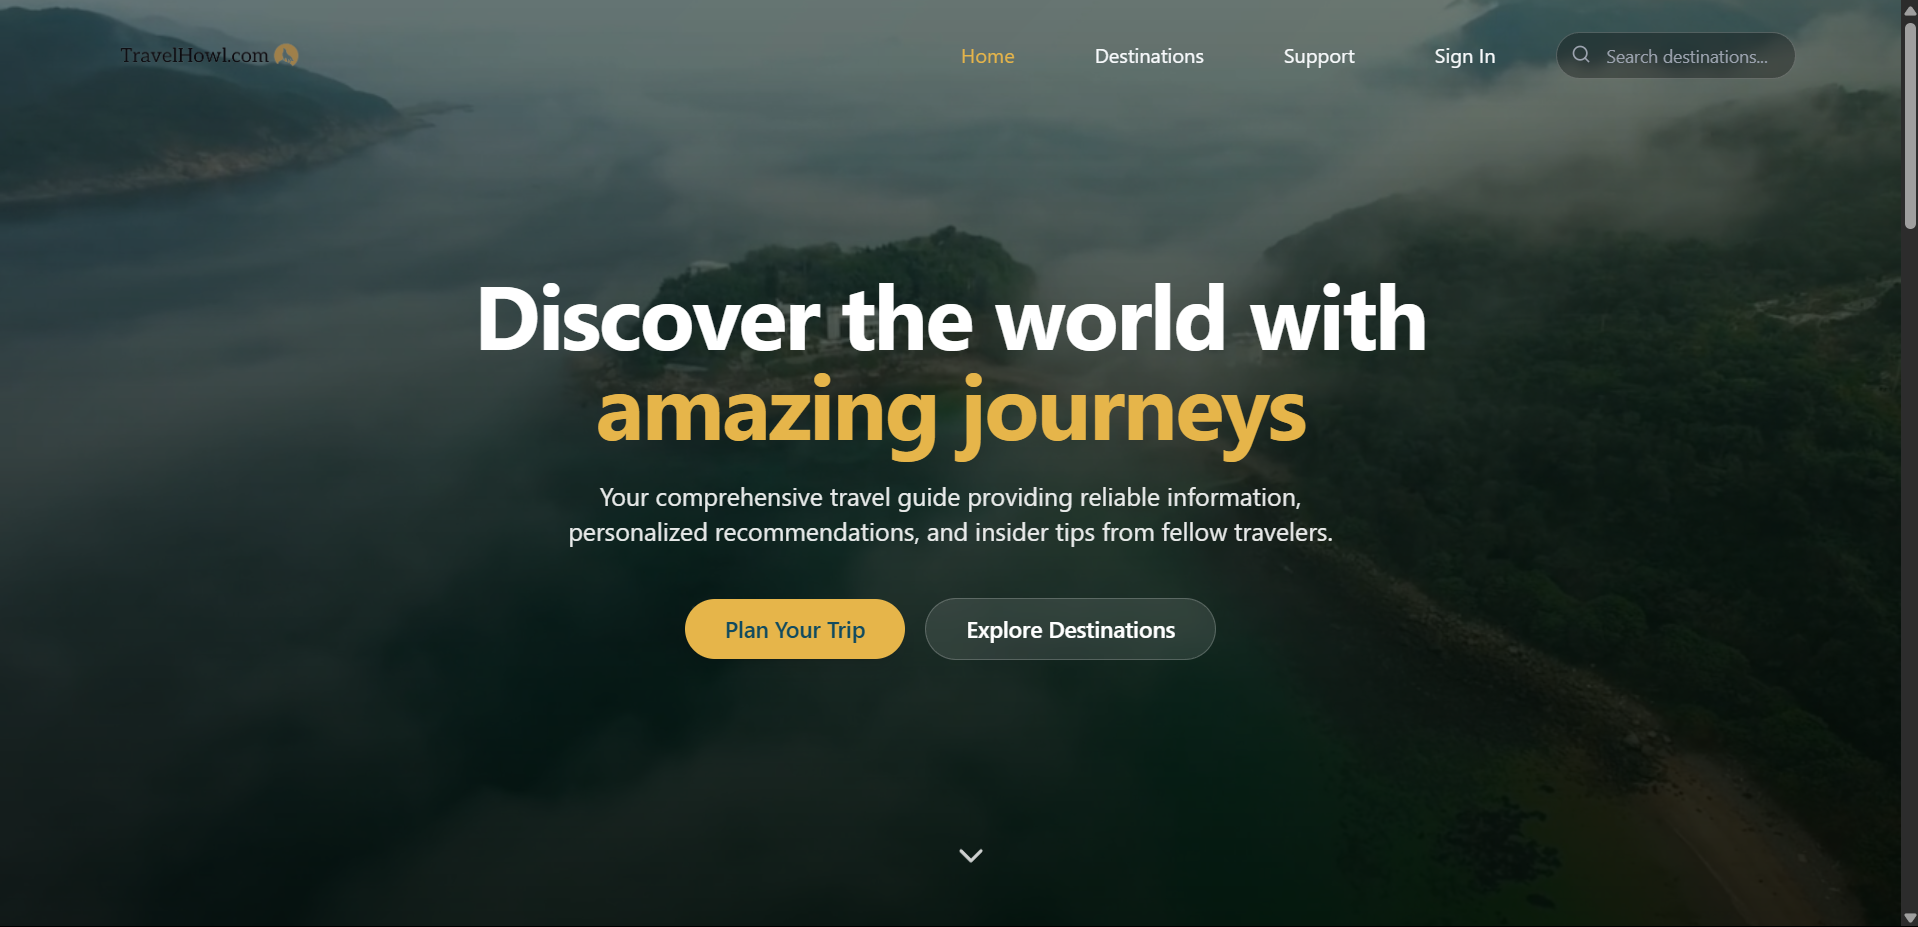 TravelHowl.com
Home
Destinations
Support
Sign In
Search destinations...
Discover the world with
amazing journeys
Your comprehensive travel guide providing reliable information,
personalized recommendations, and insider tips from fellow travelers.
Plan Your Trip
Explore Destinations